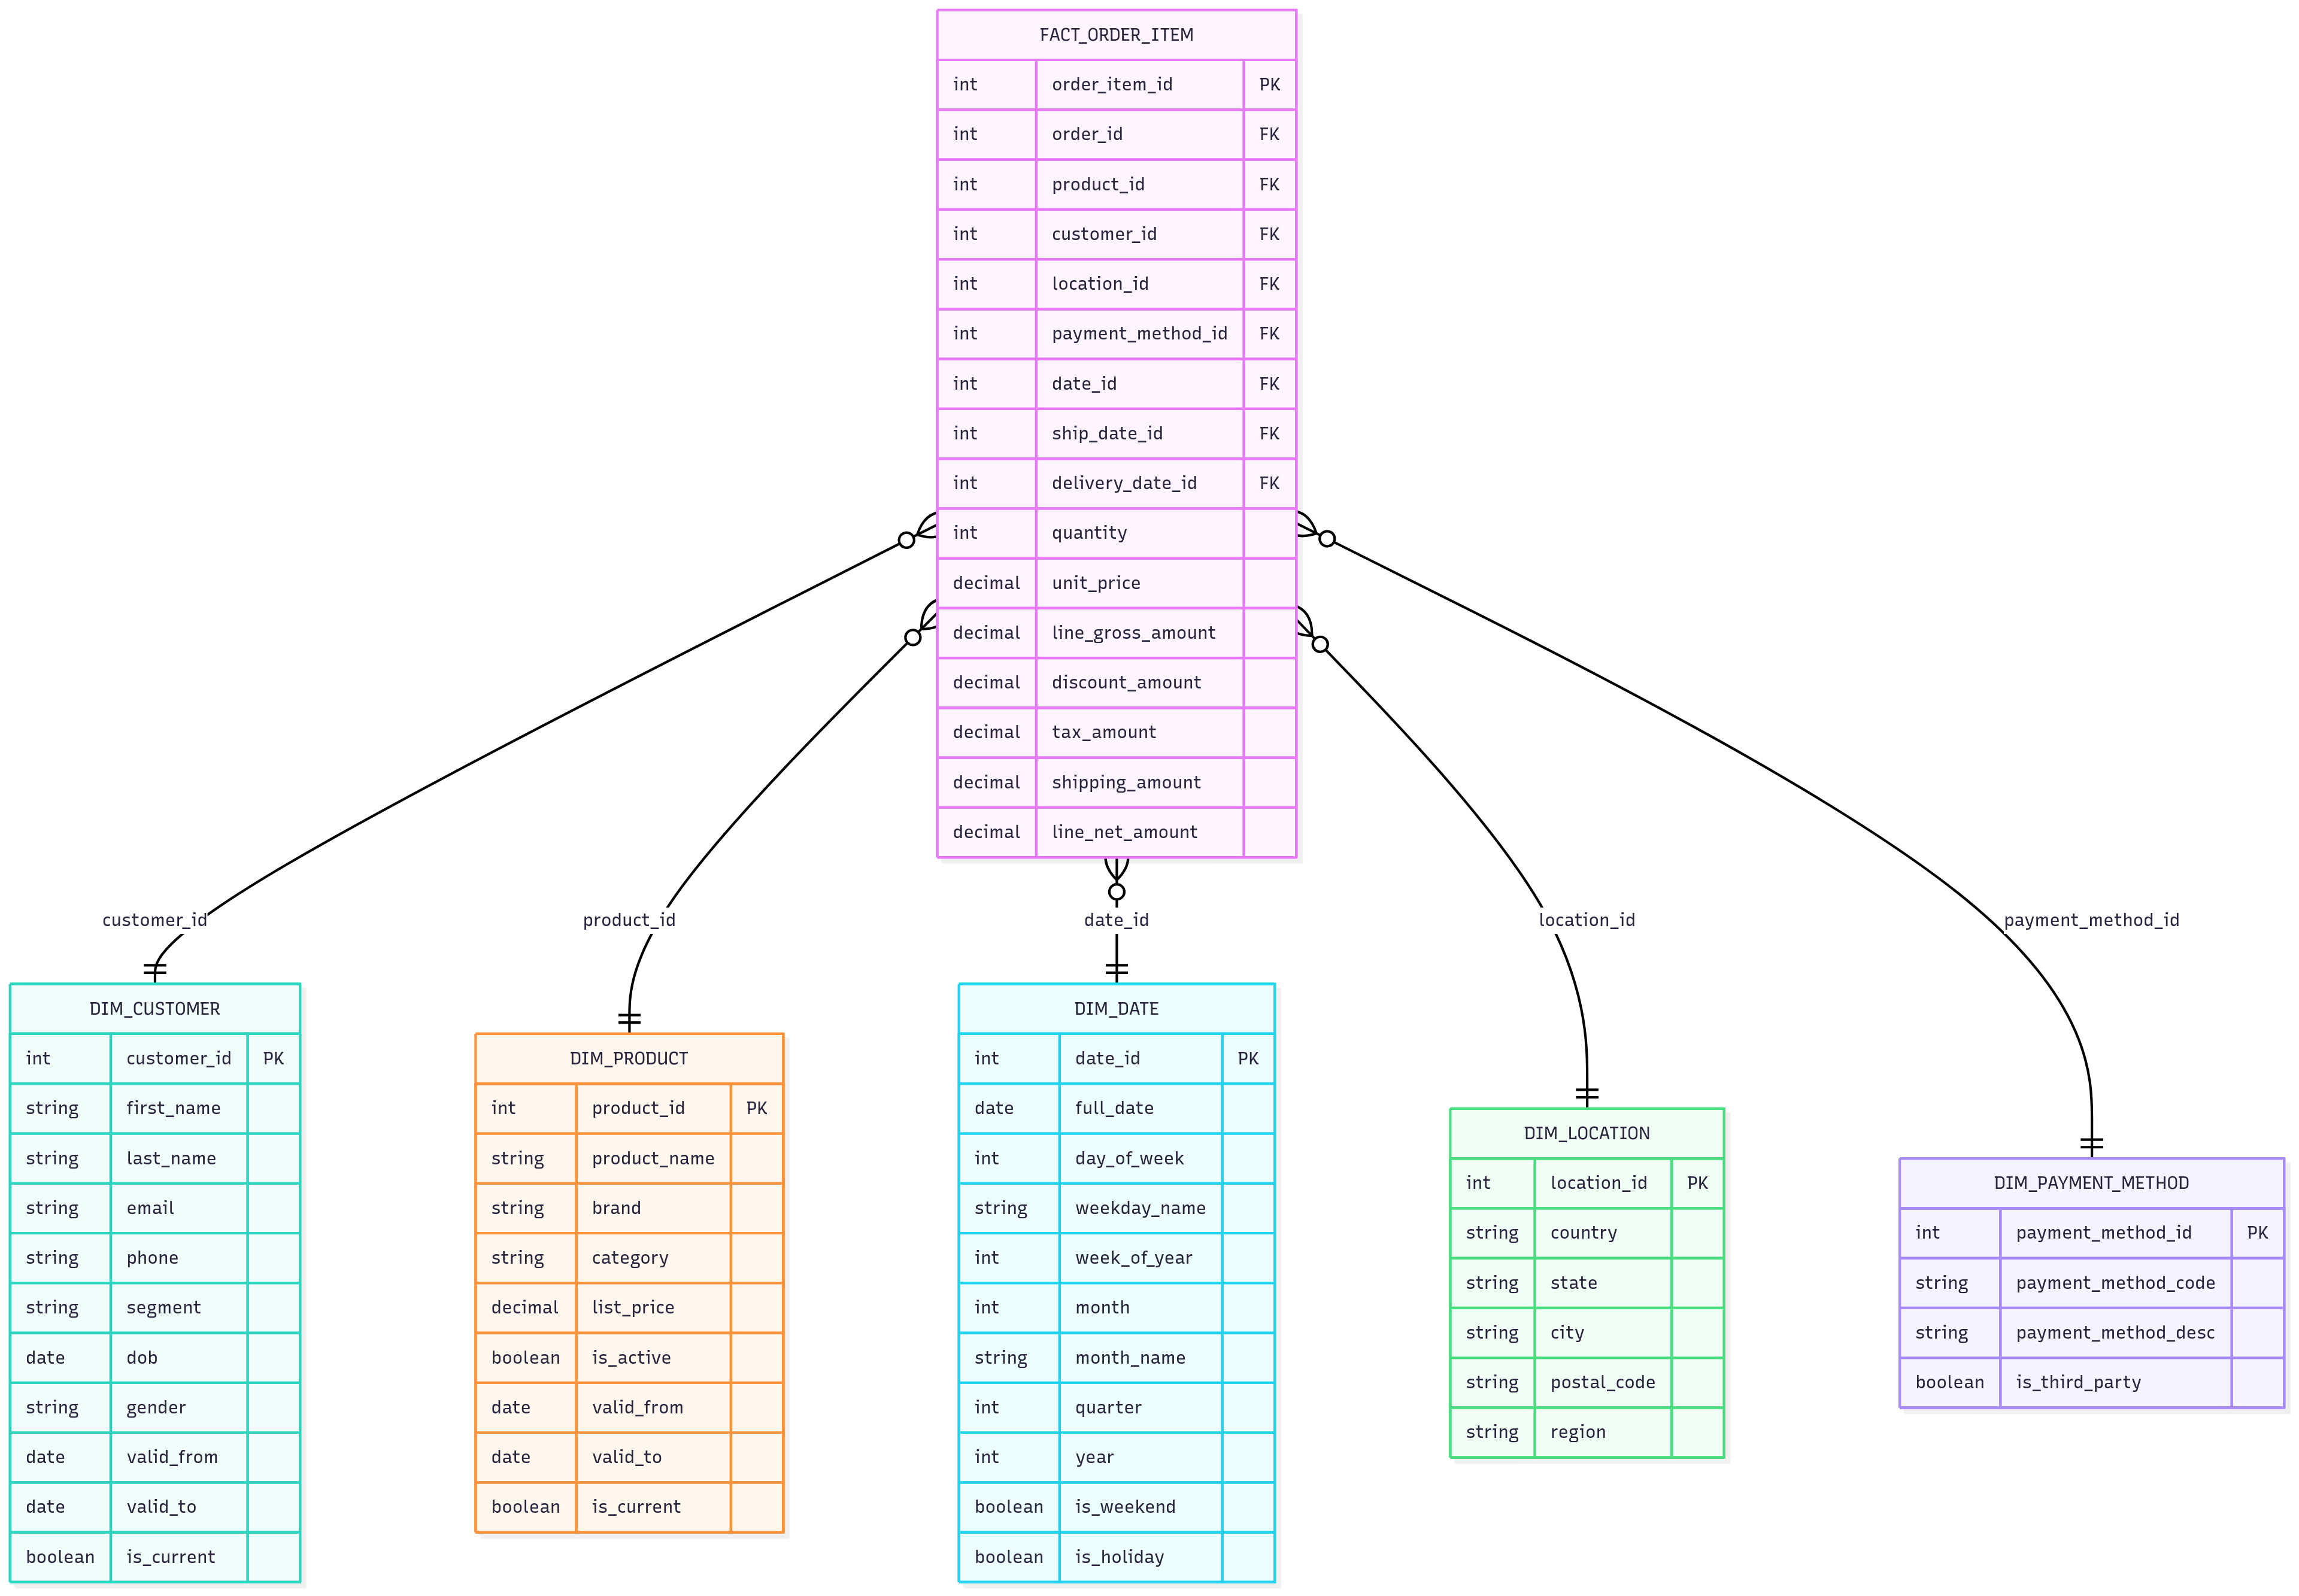 FACT_ORDER_ITEM
int order_item_id PK
int order_id FK
int product_id FK
int customer_id FK
int location_id FK
int payment_method_id FK
int date_id FK
int ship_date_id FK
int delivery_date_id FK
int quantity
decimal unit_price
decimal line_gross_amount
decimal discount_amount
decimal tax_amount
decimal shipping_amount
decimal line_net_amount
customer_id
product_id
date_id
location_id
payment_method_id
DIM_CUSTOMER
int customer_id PK
string first_name
string last_name
string email
string phone
string segment
date dob
string gender
date valid_from
date valid_to
boolean is_current
DIM_PRODUCT
int product_id PK
string product_name
string brand
string category
decimal list_price
boolean is_active
date valid_from
date valid_to
boolean is_current
DIM_DATE
int date_id PK
date full_date
int day_of_week
string weekday_name
int week_of_year
int month
string month_name
int quarter
int year
boolean is_weekend
boolean is_holiday
DIM_LOCATION
int location_id PK
string country
string state
string city
string postal_code
string region
DIM_PAYMENT_METHOD
int payment_method_id PK
string payment_method_code
string payment_method_desc
boolean is_third_party